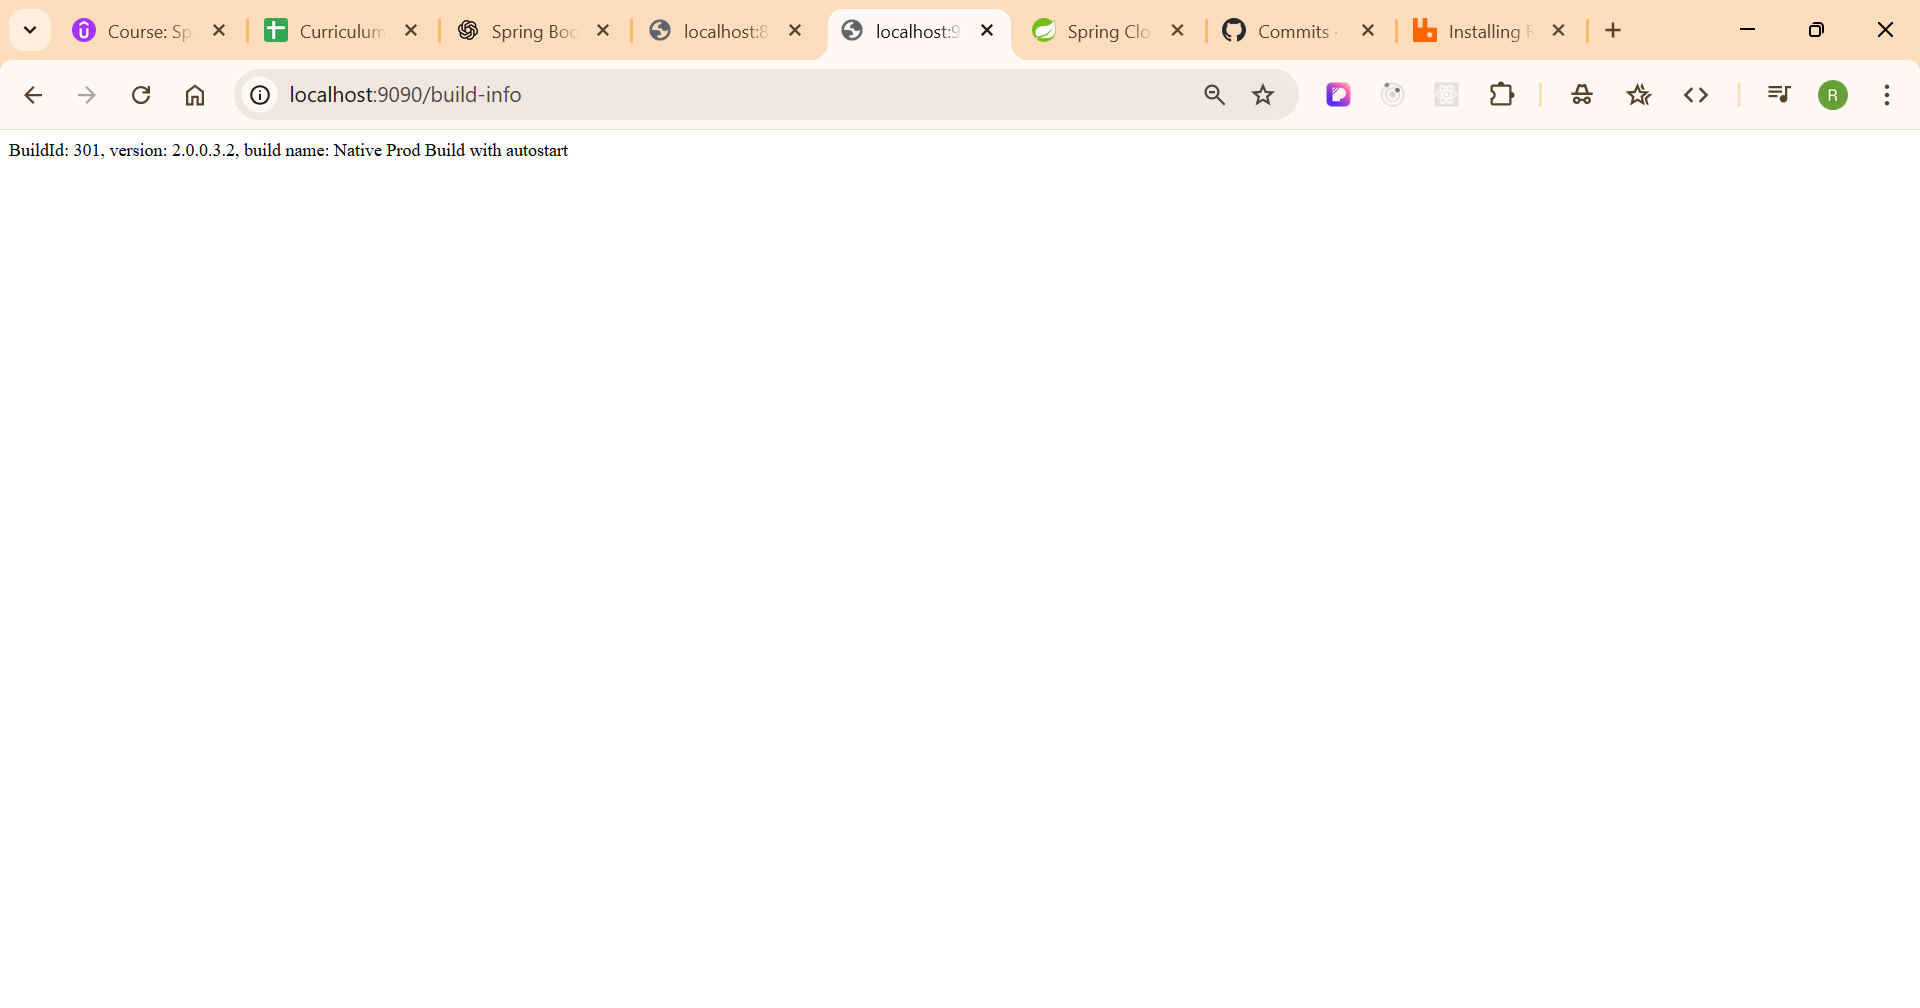 Course: Sp
Curriculum
Spring Boo
localhost:8
localhost:9
Spring Clo
Commits ·
Installing R
localhost:9090/build-info
R
BuildId: 301, version: 2.0.0.3.2, build name: Native Prod Build with autostart